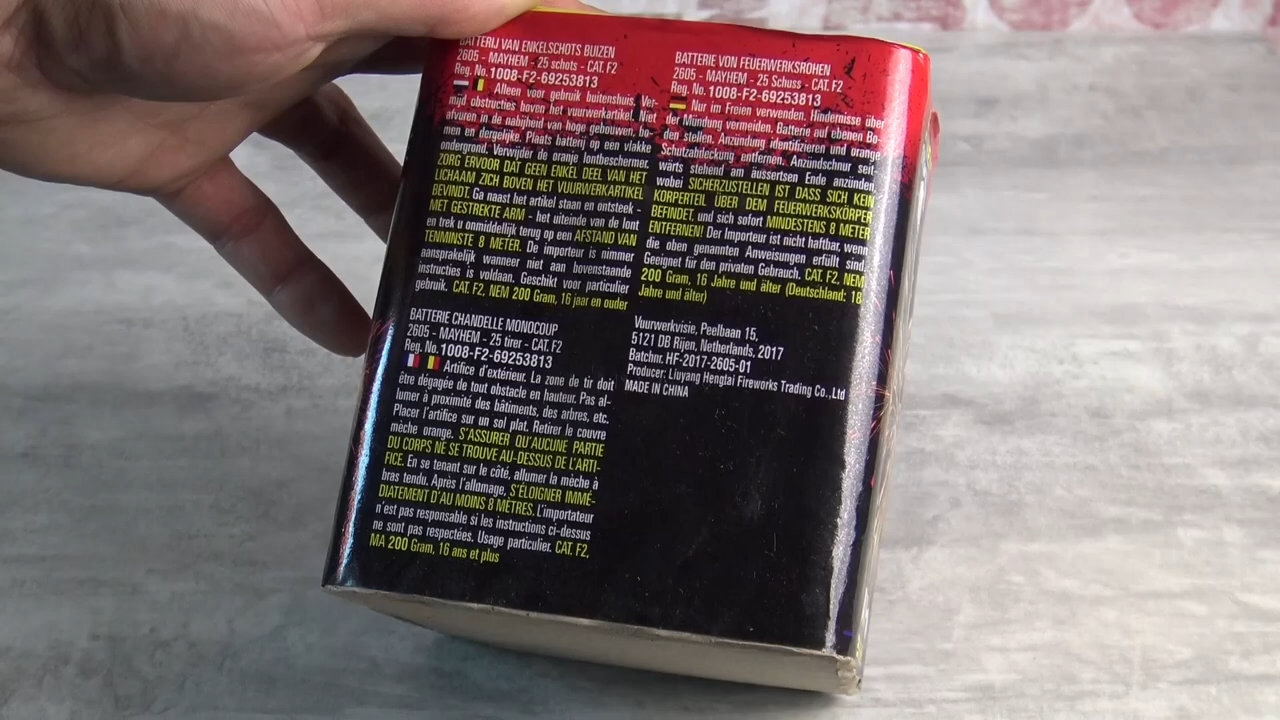 BATTERIJ VAN ENKELSCHOTS BUIZEN
2605 - MAYHEM - 25 schots - CAT. F2
Reg. No. 1008-F2-69253813
Alleen voor gebruik buitenshuis. Ver-
mijd obstructies boven het vuurwerkartikel. Niet
afvuren in de nabijheid van hoge gebouwen, bo-
men en dergelijke. Plaats batterij op een vlakke
ondergrond. Verwijder de oranje lontbeschermer.
ZORG ERVOOR DAT GEEN ENKEL DEEL VAN HET
LICHAAM ZICH BOVEN HET VUURWERKARTIKEL
BEVINDT. Ga naast het artikel staan en ontsteek -
MET GESTREKTE ARM - het uiteinde van de lont
en trek u onmiddelijk terug op een AFSTAND VAN
TENMINSTE 8 METER. De importeur is nimmer
aansprakelijk wanneer niet aan bovenstaande
instructies is voldaan. Geschikt voor particulier
gebruik. CAT. F2, NEM 200 Gram, 16 jaar en ouder
BATTERIE VON FEUERWERKSROHEN
2605 - MAYHEM - 25 Schuss - CAT. F2
Reg. No. 1008-F2-69253813
Nur im Freien verwenden. Hindernisse über
der Mündung vermeiden. Batterie auf ebenen Bo-
den stellen. Anzündung identifizieren und orange
Schutzabdeckung entfernen. Anzündschnur seit-
wärts stehend am äussertsen Ende anzünden,
wobei SICHERZUSTELLEN IST DASS SICH KEIN
KÖRPERTEIL ÜBER DEM FEUERWERKSKÖRPER
BEFINDET, und sich sofort MINDESTENS 8 METER
ENTFERNEN! Der Importeur ist nicht haftbar, wenn
die oben genannten Anweisungen erfüllt sind.
Geignet für den privaten Gebrauch. CAT. F2, NEM
200 Gram, 16 Jahre und älter (Deutschland: 18
Jahre und älter)
BATTERIE CHANDELLE MONOCOUP
2605 - MAYHEM - 25 tirer - CAT. F2
Reg. No. 1008-F2-69253813
Artifice d'extérieur. La zone de tir doit
être dégagée de tout obstacle en hauteur. Pas al-
lumer à proximité des bâtiments, des arbres, etc.
Placer l'artifice sur un sol plat. Retirer le couvre
mèche orange. S'ASSURER QU'AUCUNE PARTIE
DU CORPS NE SE TROUVE AU-DESSUS DE L'ARTI-
FICE. En se tenant sur le côté, allumer la mèche à
bras tendu. Après l'allomage, S'ÉLOIGNER IMMÉ-
DIATEMENT D'AU MOINS 8 MÈTRES. L'importateur
n'est pas responsable si les instructions ci-dessus
ne sont pas respectées. Usage particulier. CAT. F2,
MA 200 Gram, 16 ans et plus
Vuurwerkvisie, Peelbaan 15,
5121 DB Rijen, Netherlands, 2017
Batchnr. HF-2017-2605-01
Producer: Liuyang Hengtai Fireworks Trading Co.,Ltd
MADE IN CHINA